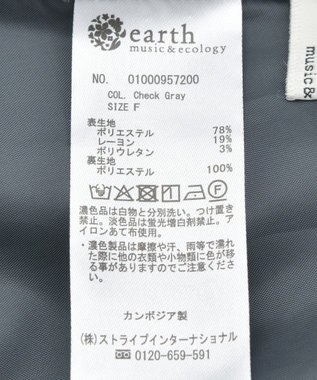 earth
music&ecology
music&
NO. 01000957200
COL. Check Gray
SIZE F
表生地
ポリエステル 78%
レーヨン 19%
ポリウレタン 3%
裏生地
ポリエステル 100%
濃色品は白物と分別洗い。つけ置き
禁止。淡色品は蛍光増白剤禁止。ア
イロンあて布使用。
・濃色製品は摩擦や汗、雨等で濡れ
た際に他の衣類や小物類に色が移
る事がありますのでご注意くださ
い。
カンボジア製
(株)ストライプインターナショナル
0120-659-591